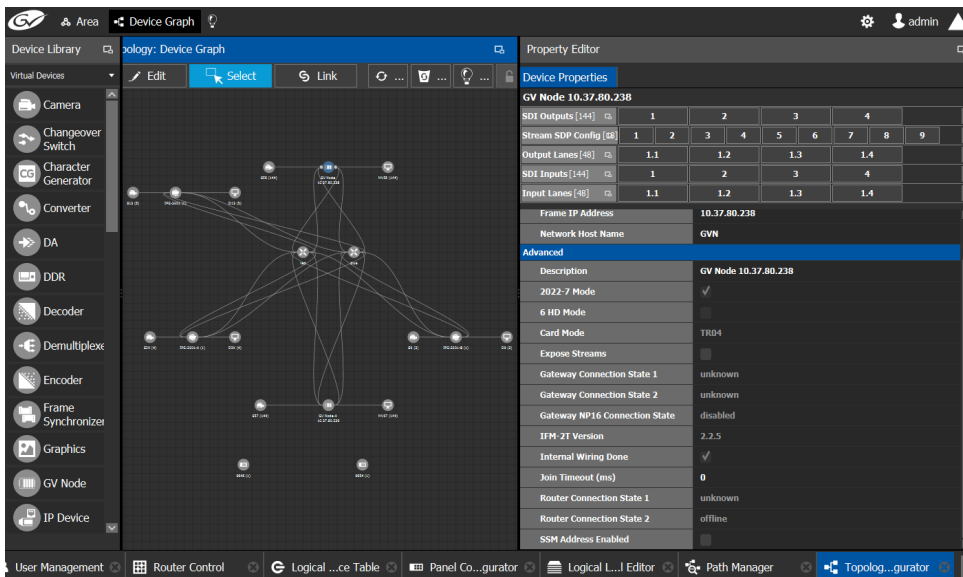 GV Area Device Graph admin
Device Library
pology: Device Graph
Property Editor
Virtual Devices
Edit Select Link ... ... ...
Device Properties
Camera
Changeover
Switch
CG Character
Generator
Converter
DA
DDR
Decoder
Demultiplexe
Encoder
Frame
Synchronizer
Graphics
GV Node
IP Device
GV Node 10.37.80.238
SDI Outputs [144] 1 2 3 4
Stream SDP Config [18] 1 2 3 4 5 6 7 8 9
Output Lanes [48] 1.1 1.2 1.3 1.4
SDI Inputs [144] 1 2 3 4
Input Lanes [48] 1.1 1.2 1.3 1.4
Frame IP Address 10.37.80.238
Network Host Name GVN
Advanced
Description GV Node 10.37.80.238
2022-7 Mode
6 HD Mode
Card Mode TR04
Expose Streams
Gateway Connection State 1 unknown
Gateway Connection State 2 unknown
Gateway NP16 Connection State disabled
IFM-2T Version 2.2.5
Internal Wiring Done
Join Timeout (ms) 0
Router Connection State 1 unknown
Router Connection State 2 offline
SSM Address Enabled
GV Node
10.37.80.238
User Management Router Control Logical ...ce Table Panel Co...gurator Logical L...l Editor Path Manager Topolog...gurator